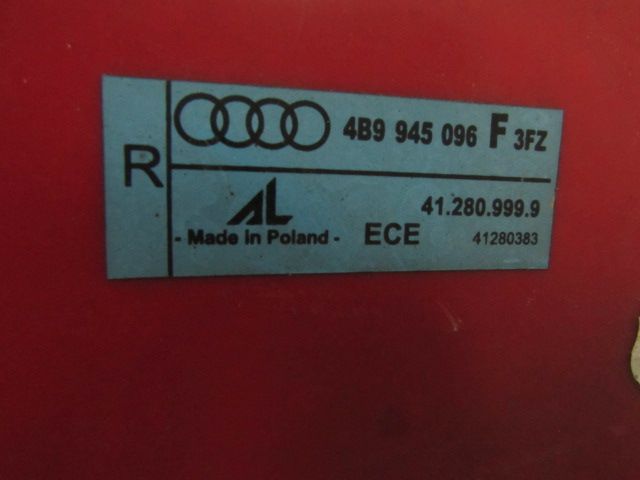 R
4B9 945 096 F 3FZ
AL
41.280.999.9
- Made in Poland - ECE 41280383